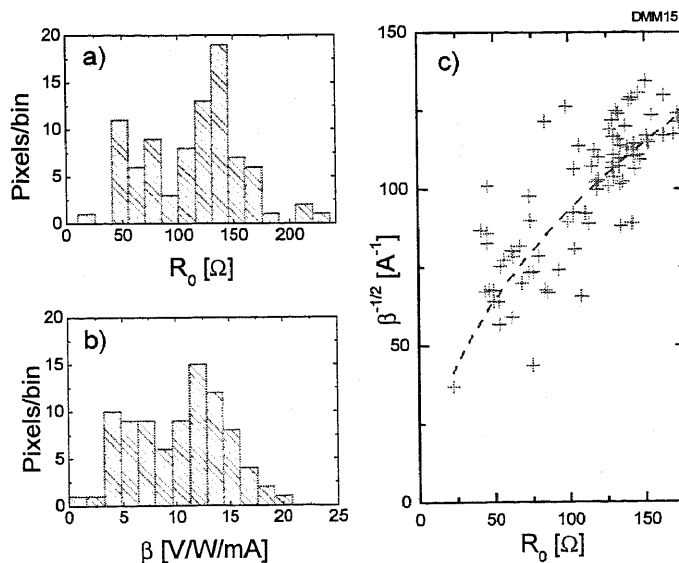 DMM15
a)
Pixels/bin
20
15
10
5
0
0 50 100 150 200
R₀ [Ω]
b)
Pixels/bin
20
15
10
5
0
0 5 10 15 20 25
β [V/W/mA]
c)
β⁻¹/² [A⁻¹]
150
100
50
0
0 50 100 150
R₀ [Ω]